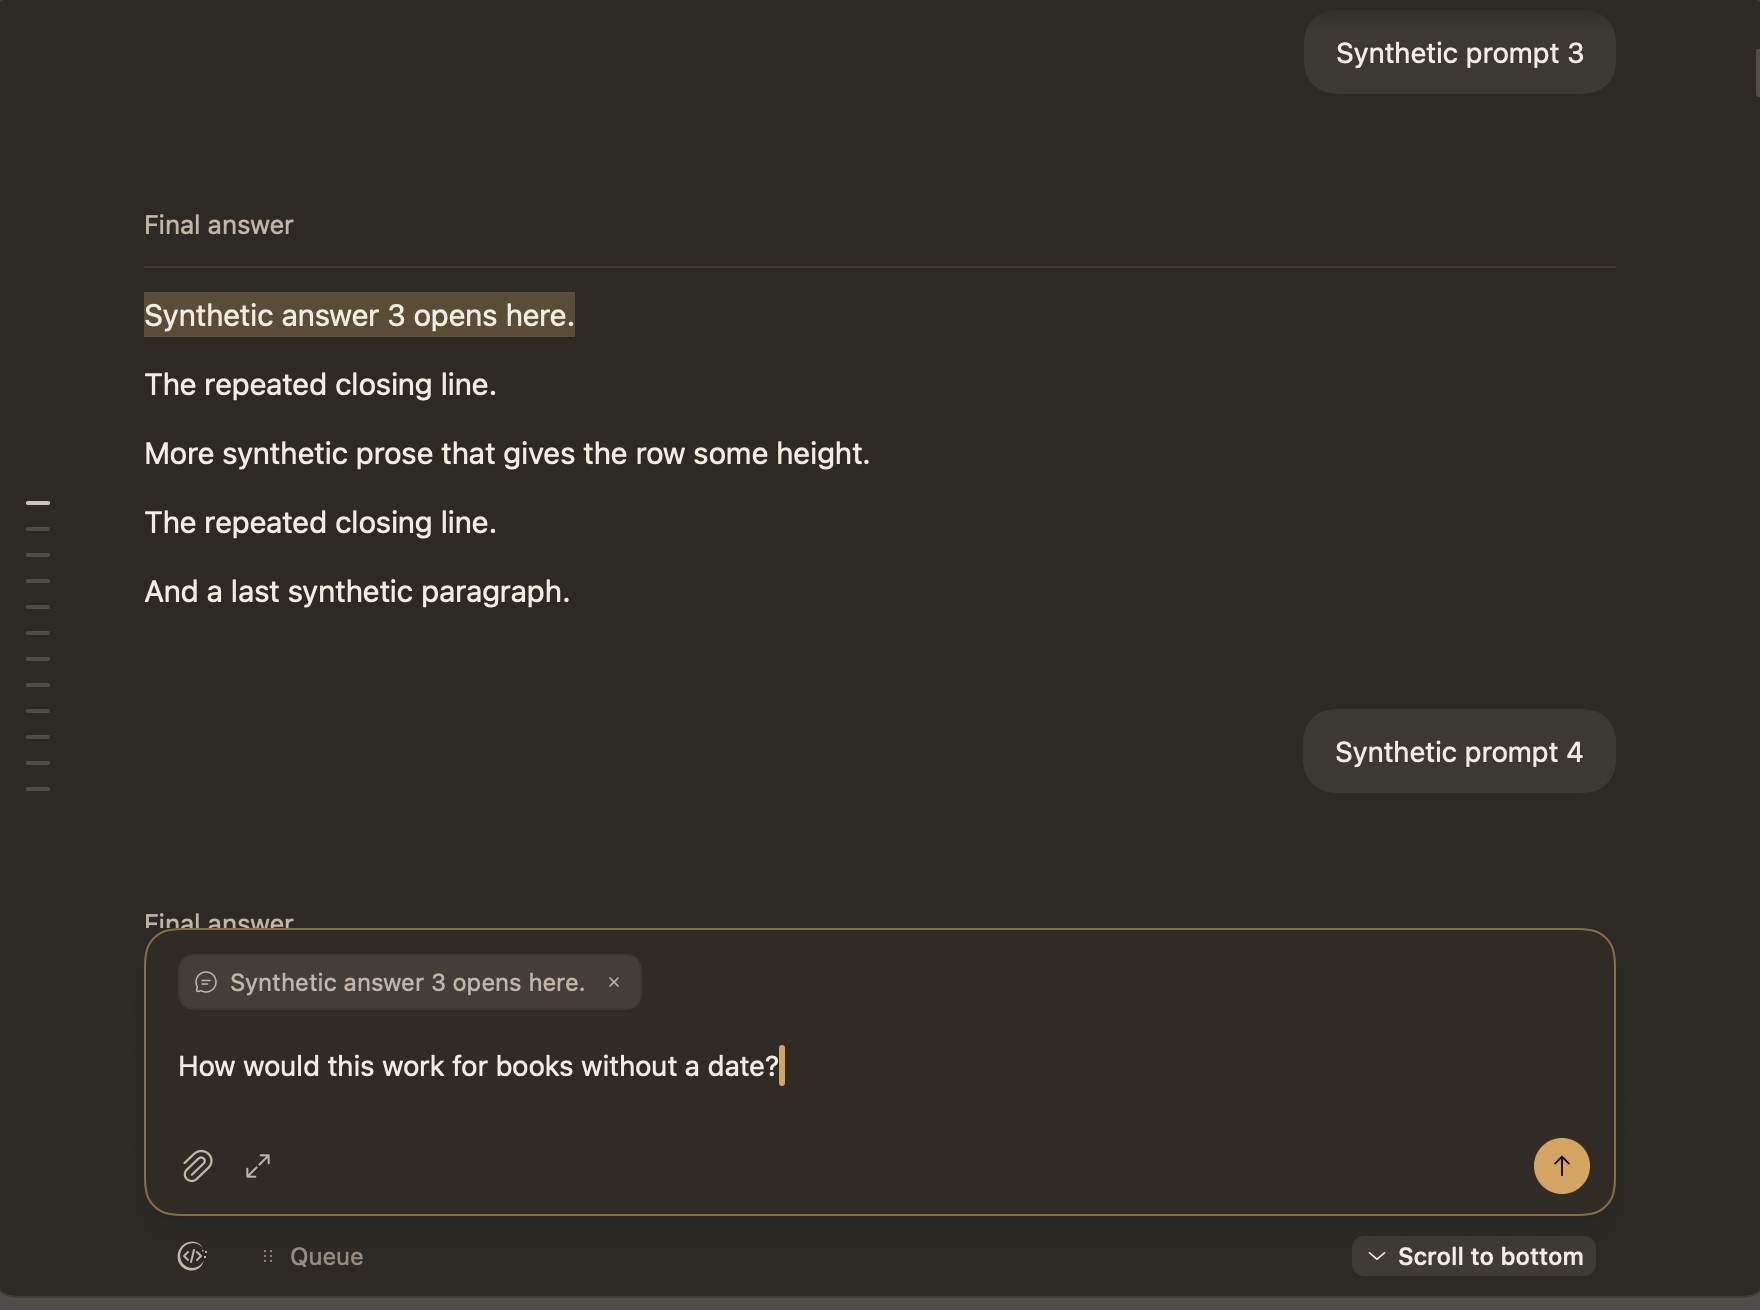 Synthetic prompt 3
Final answer
Synthetic answer 3 opens here.
The repeated closing line.
More synthetic prose that gives the row some height.
The repeated closing line.
And a last synthetic paragraph.
Synthetic prompt 4
Final answer
Synthetic answer 3 opens here. ×
How would this work for books without a date?
Queue
Scroll to bottom